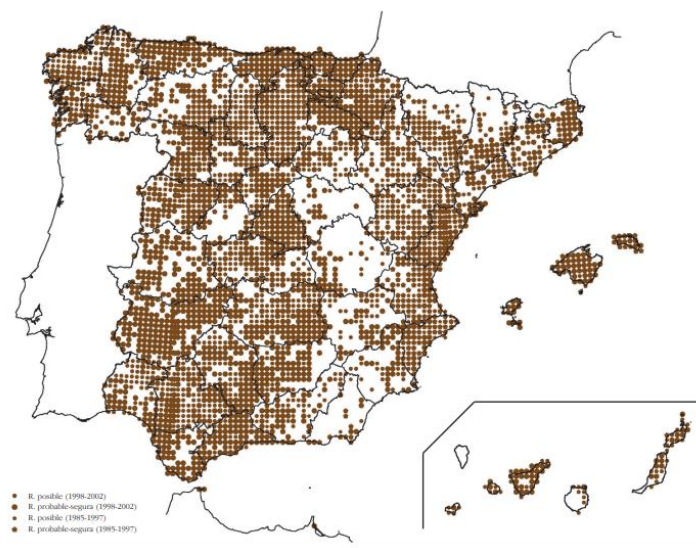 R. posible (1998-2002)
R. probable-segura (1998-2002)
R. posible (1985-1997)
R. probable-segura (1985-1997)